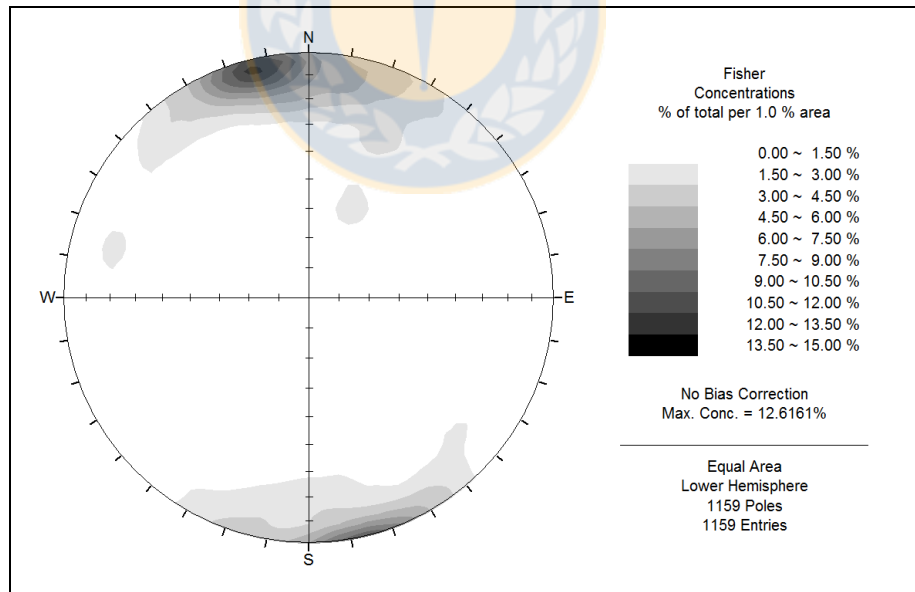 N
W
E
S
Fisher
Concentrations
% of total per 1.0 % area
0.00 ~ 1.50 %
1.50 ~ 3.00 %
3.00 ~ 4.50 %
4.50 ~ 6.00 %
6.00 ~ 7.50 %
7.50 ~ 9.00 %
9.00 ~ 10.50 %
10.50 ~ 12.00 %
12.00 ~ 13.50 %
13.50 ~ 15.00 %
No Bias Correction
Max. Conc. = 12.6161%
Equal Area
Lower Hemisphere
1159 Poles
1159 Entries